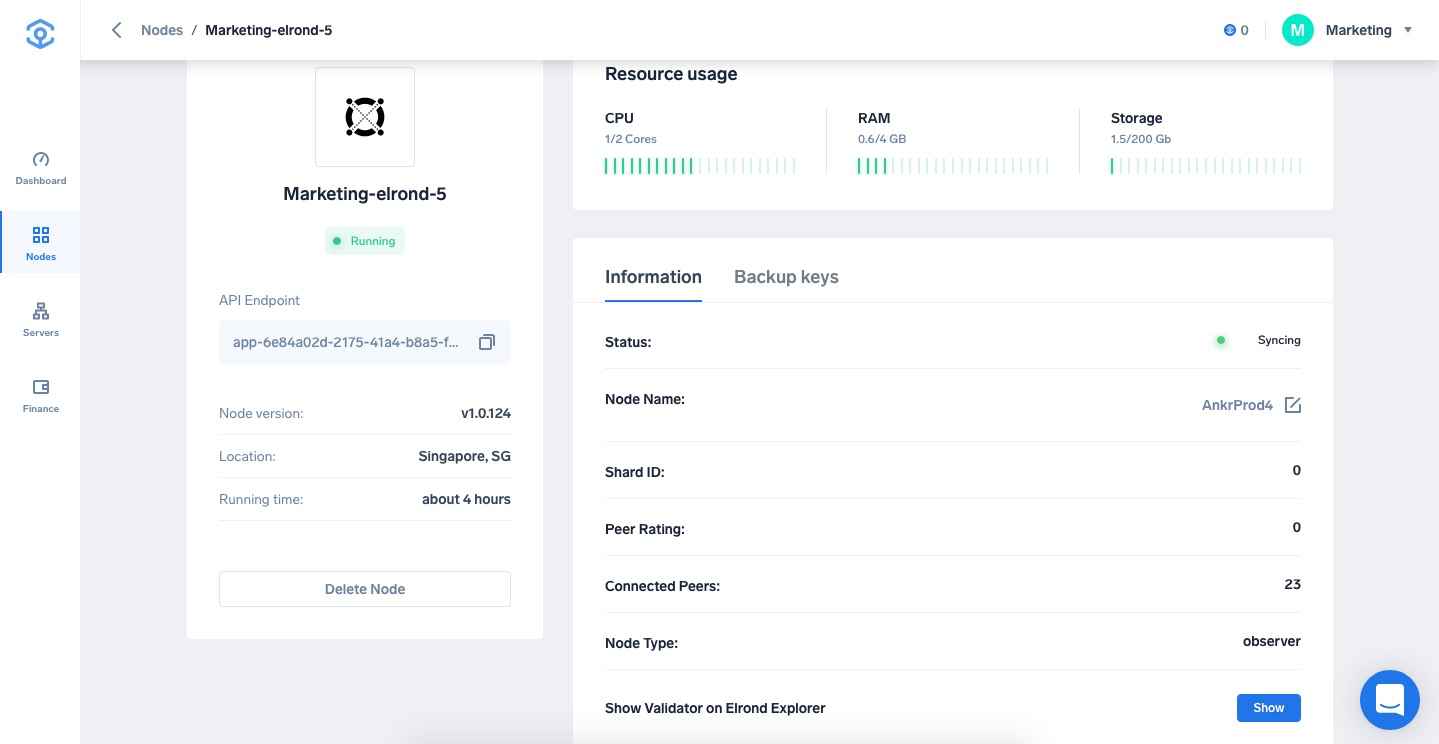 Nodes / Marketing-elrond-5
0
M Marketing
Dashboard
Nodes
Servers
Finance
Marketing-elrond-5
Running
API Endpoint
app-6e84a02d-2175-41a4-b8a5-f...
Node version: v1.0.124
Location: Singapore, SG
Running time: about 4 hours
Delete Node
Resource usage
CPU
1/2 Cores
RAM
0.6/4 GB
Storage
1.5/200 Gb
Information Backup keys
Status: Syncing
Node Name: AnkrProd4
Shard ID: 0
Peer Rating: 0
Connected Peers: 23
Node Type: observer
Show Validator on Elrond Explorer Show